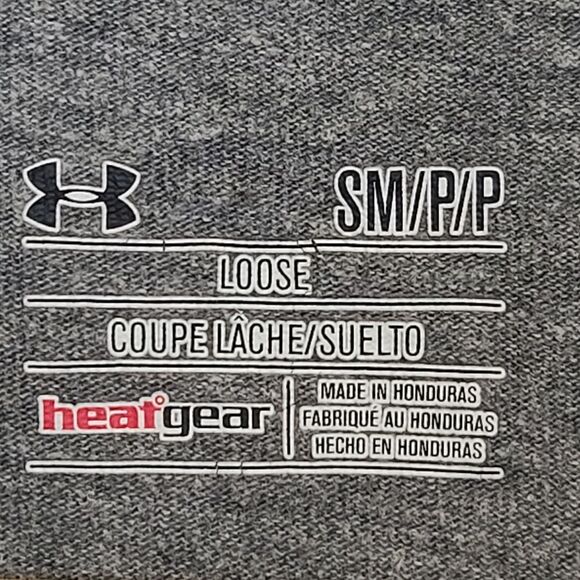 SM/P/P
LOOSE
COUPE LÂCHE/SUELTO
heatgear
MADE IN HONDURAS
FABRIQUÉ AU HONDURAS
HECHO EN HONDURAS